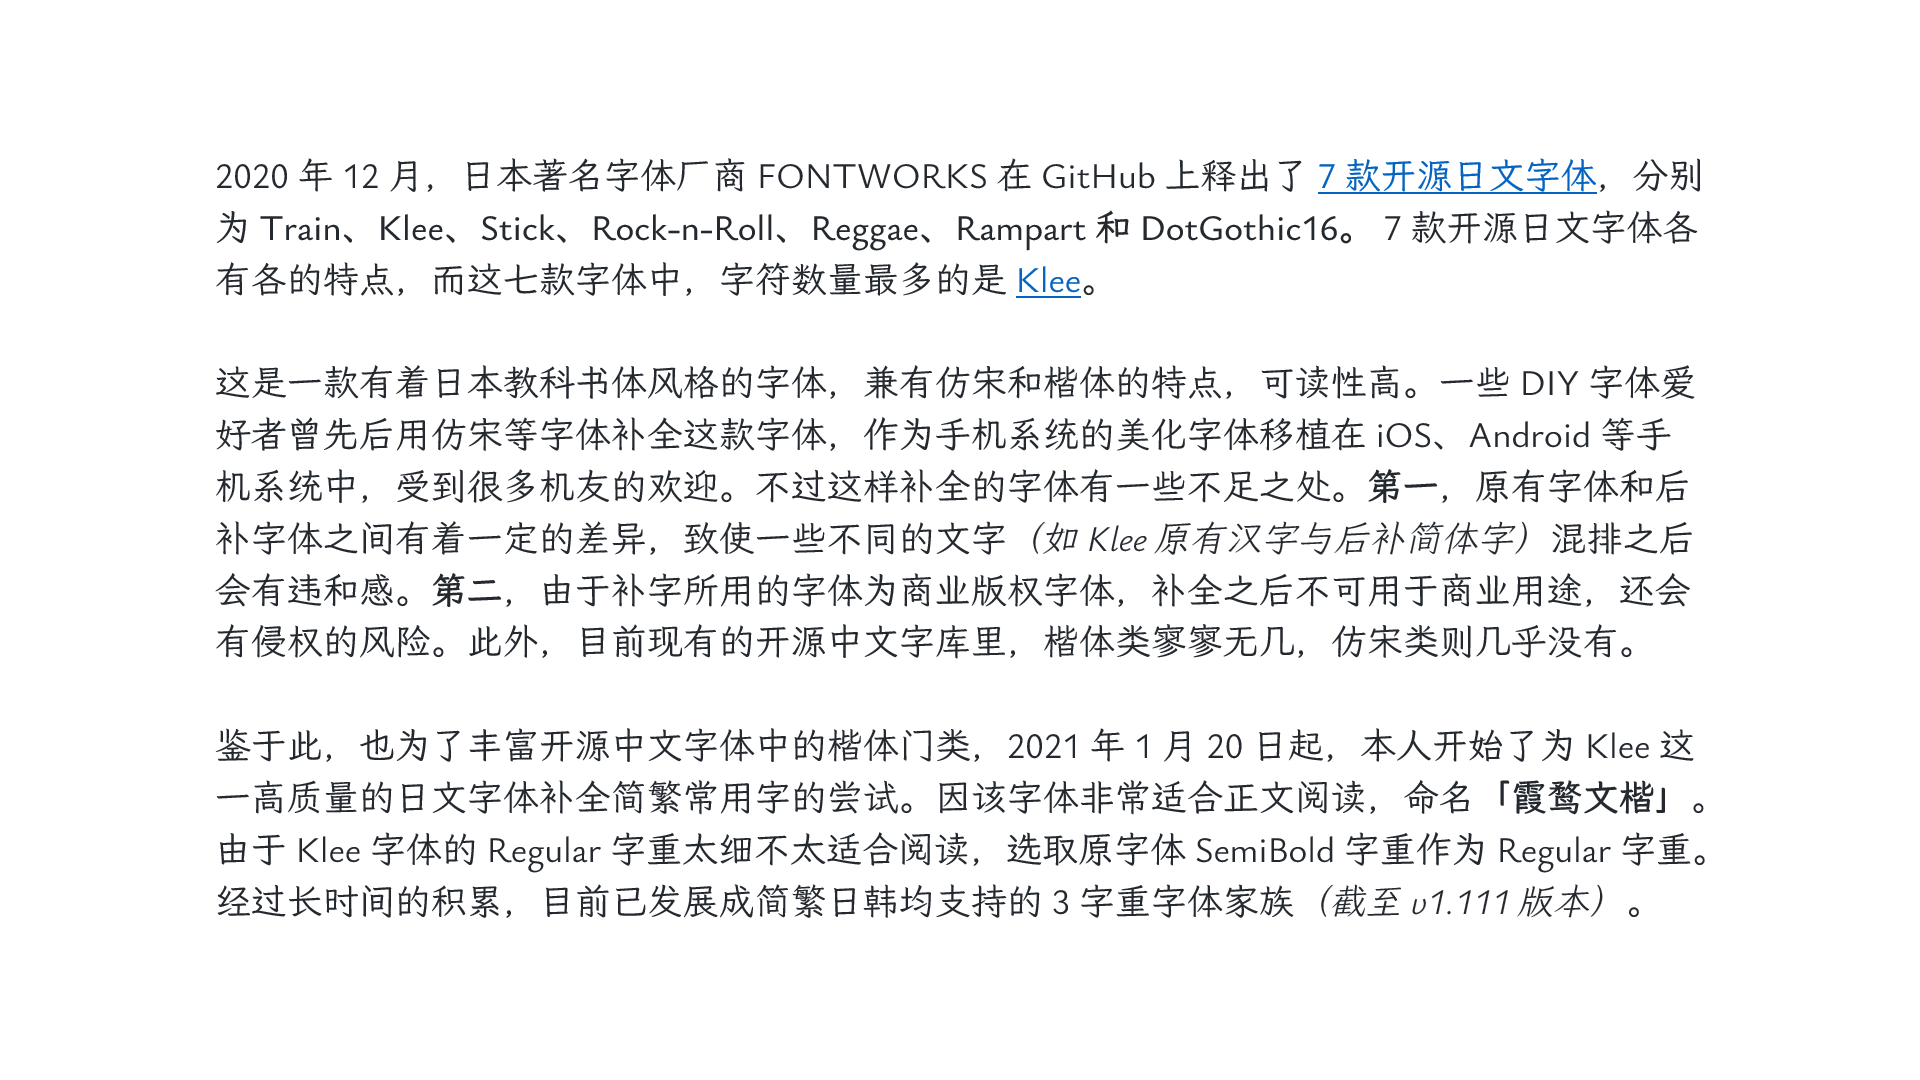 2020 年 12 月，日本著名字体厂商 FONTWORKS 在 GitHub 上释出了 7 款开源日文字体，分别
为 Train、Klee、Stick、Rock-n-Roll、Reggae、Rampart 和 DotGothic16。 7 款开源日文字体各
有各的特点，而这七款字体中，字符数量最多的是 Klee。
这是一款有着日本教科书体风格的字体，兼有仿宋和楷体的特点，可读性高。一些 DIY 字体爱
好者曾先后用仿宋等字体补全这款字体，作为手机系统的美化字体移植在 iOS、Android 等手
机系统中，受到很多机友的欢迎。不过这样补全的字体有一些不足之处。第一，原有字体和后
补字体之间有着一定的差异，致使一些不同的文字（如 Klee 原有汉字与后补简体字）混排之后
会有违和感。第二，由于补字所用的字体为商业版权字体，补全之后不可用于商业用途，还会
有侵权的风险。此外，目前现有的开源中文字库里，楷体类寥寥无几，仿宋类则几乎没有。
鉴于此，也为了丰富开源中文字体中的楷体门类，2021 年 1 月 20 日起，本人开始了为 Klee 这
一高质量的日文字体补全简繁常用字的尝试。因该字体非常适合正文阅读，命名「霞鹜文楷」。
由于 Klee 字体的 Regular 字重太细不太适合阅读，选取原字体 SemiBold 字重作为 Regular 字重。
经过长时间的积累，目前已发展成简繁日韩均支持的 3 字重字体家族（截至 v1.111 版本）。